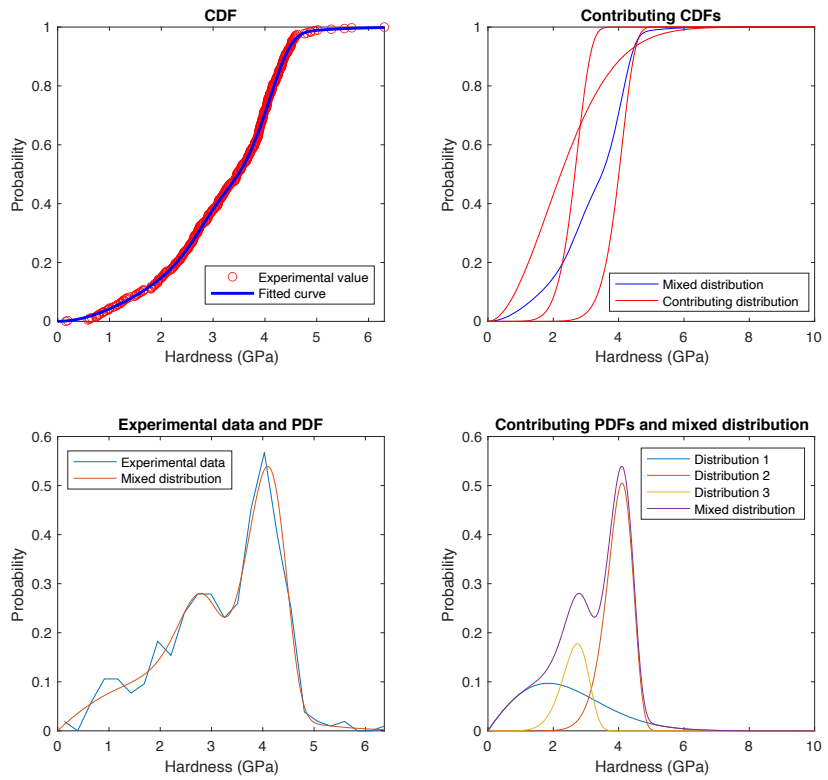 CDF
1
0.8
0.6
0.4
0.2
0
Probability
Experimental value
Fitted curve
0 1 2 3 4 5 6
Hardness (GPa)
Contributing CDFs
1
0.8
0.6
0.4
0.2
0
Probability
Mixed distribution
Contributing distribution
0 2 4 6 8 10
Hardness (GPa)
Experimental data and PDF
0.6
0.5
0.4
0.3
0.2
0.1
0
Probability
Experimental data
Mixed distribution
0 1 2 3 4 5 6
Hardness (GPa)
Contributing PDFs and mixed distribution
0.6
0.5
0.4
0.3
0.2
0.1
0
Probability
Distribution 1
Distribution 2
Distribution 3
Mixed distribution
0 2 4 6 8 10
Hardness (GPa)